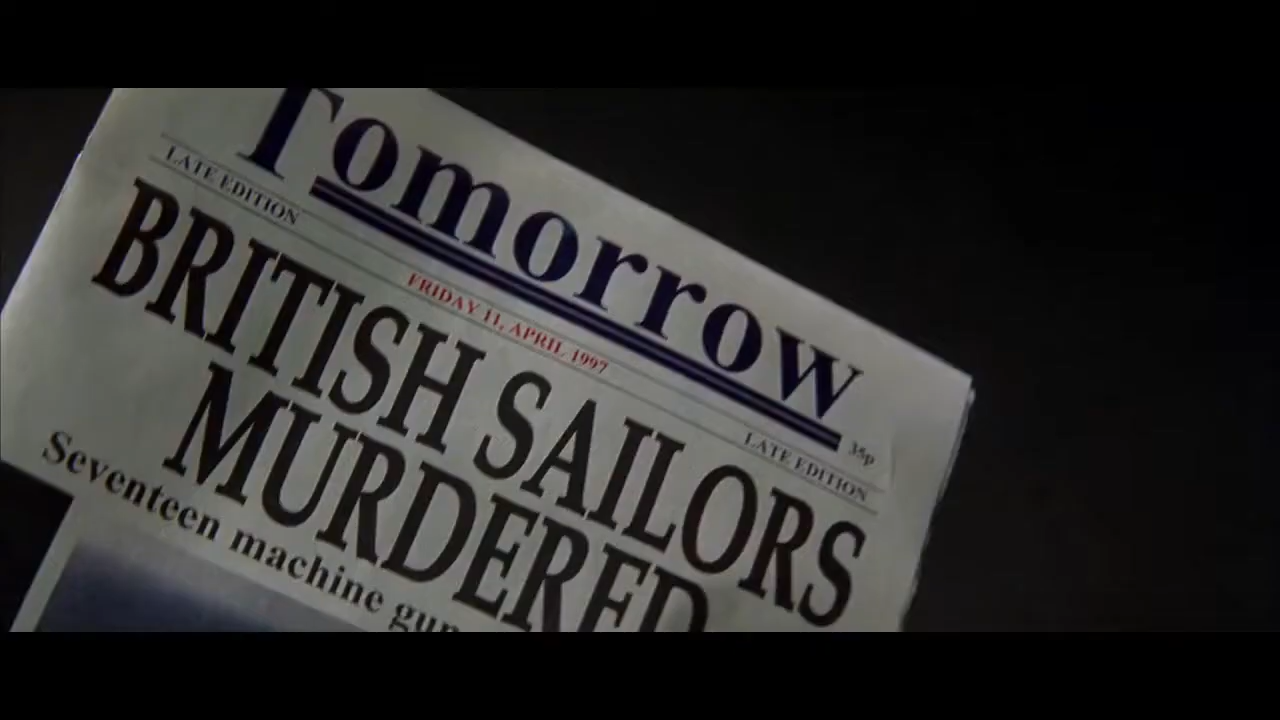 Tomorrow
35p
LATE EDITION
FRIDAY 11, APRIL 1997
LATE EDITION
BRITISH SAILORS
MURDERED
Seventeen machine